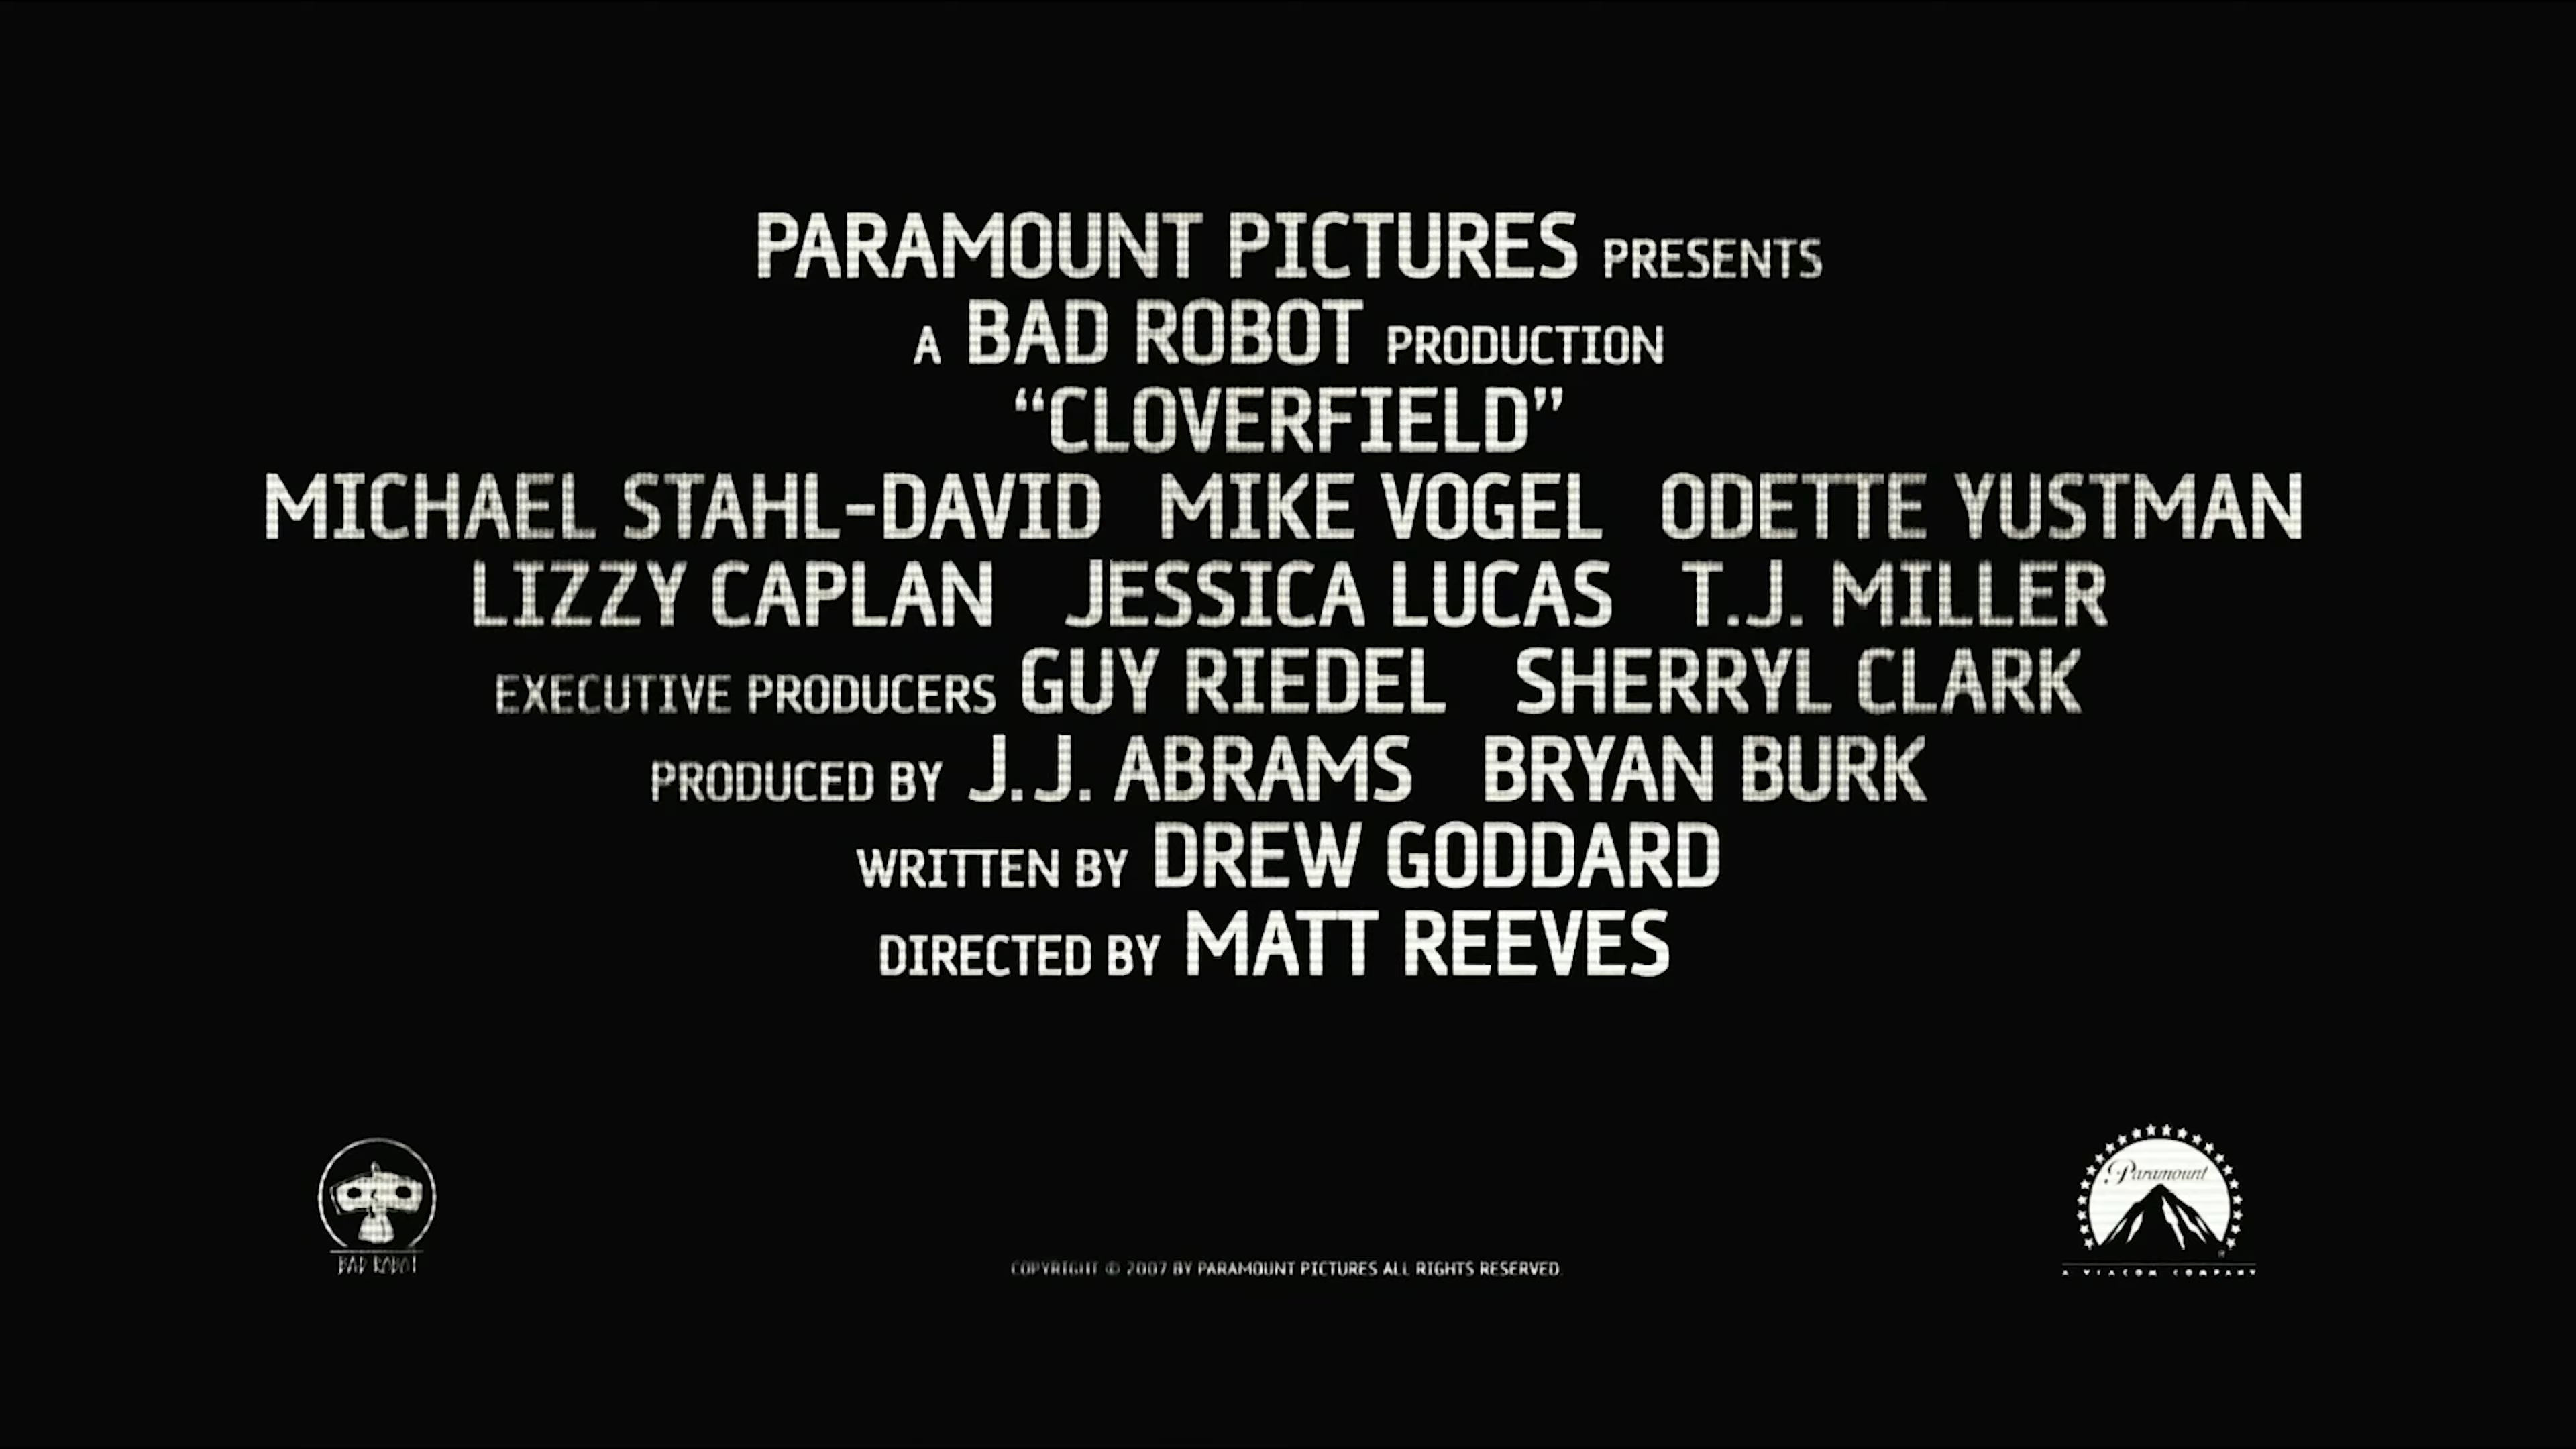 PARAMOUNT PICTURES PRESENTS
A BAD ROBOT PRODUCTION
“CLOVERFIELD”
MICHAEL STAHL-DAVID MIKE VOGEL ODETTE YUSTMAN
LIZZY CAPLAN JESSICA LUCAS T.J. MILLER
EXECUTIVE PRODUCERS GUY RIEDEL SHERRYL CLARK
PRODUCED BY J.J. ABRAMS BRYAN BURK
WRITTEN BY DREW GODDARD
DIRECTED BY MATT REEVES
Paramount
®
BAD ROBOT
COPYRIGHT © 2007 BY PARAMOUNT PICTURES ALL RIGHTS RESERVED.
A VIACOM COMPANY